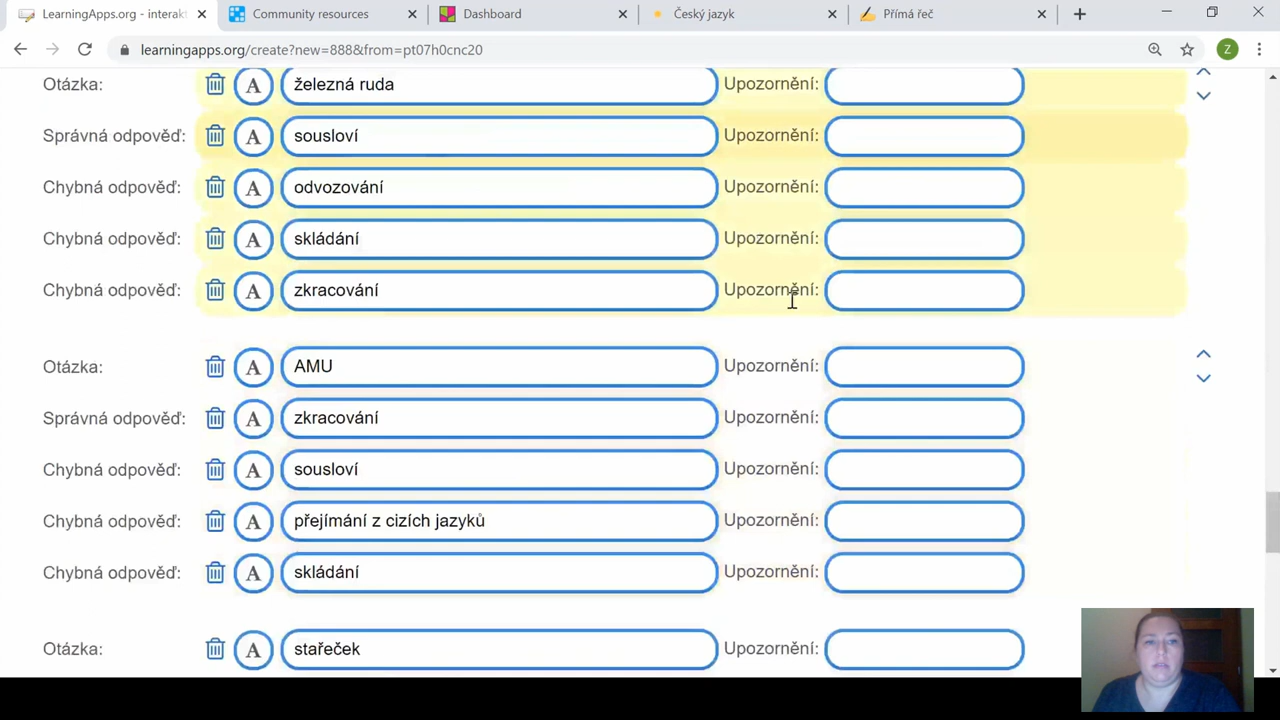 LearningApps.org - interakt
Community resources
Dashboard
Český jazyk
Přímá řeč
learningapps.org/create?new=888&from=pt07h0cnc20
Z
Otázka: A železná ruda Upozornění:
Správná odpověď: A sousloví Upozornění:
Chybná odpověď: A odvozování Upozornění:
Chybná odpověď: A skládání Upozornění:
Chybná odpověď: A zkracování Upozornění:
Otázka: A AMU Upozornění:
Správná odpověď: A zkracování Upozornění:
Chybná odpověď: A sousloví Upozornění:
Chybná odpověď: A přejímání z cizích jazyků Upozornění:
Chybná odpověď: A skládání Upozornění:
Otázka: A stařeček Upozornění: